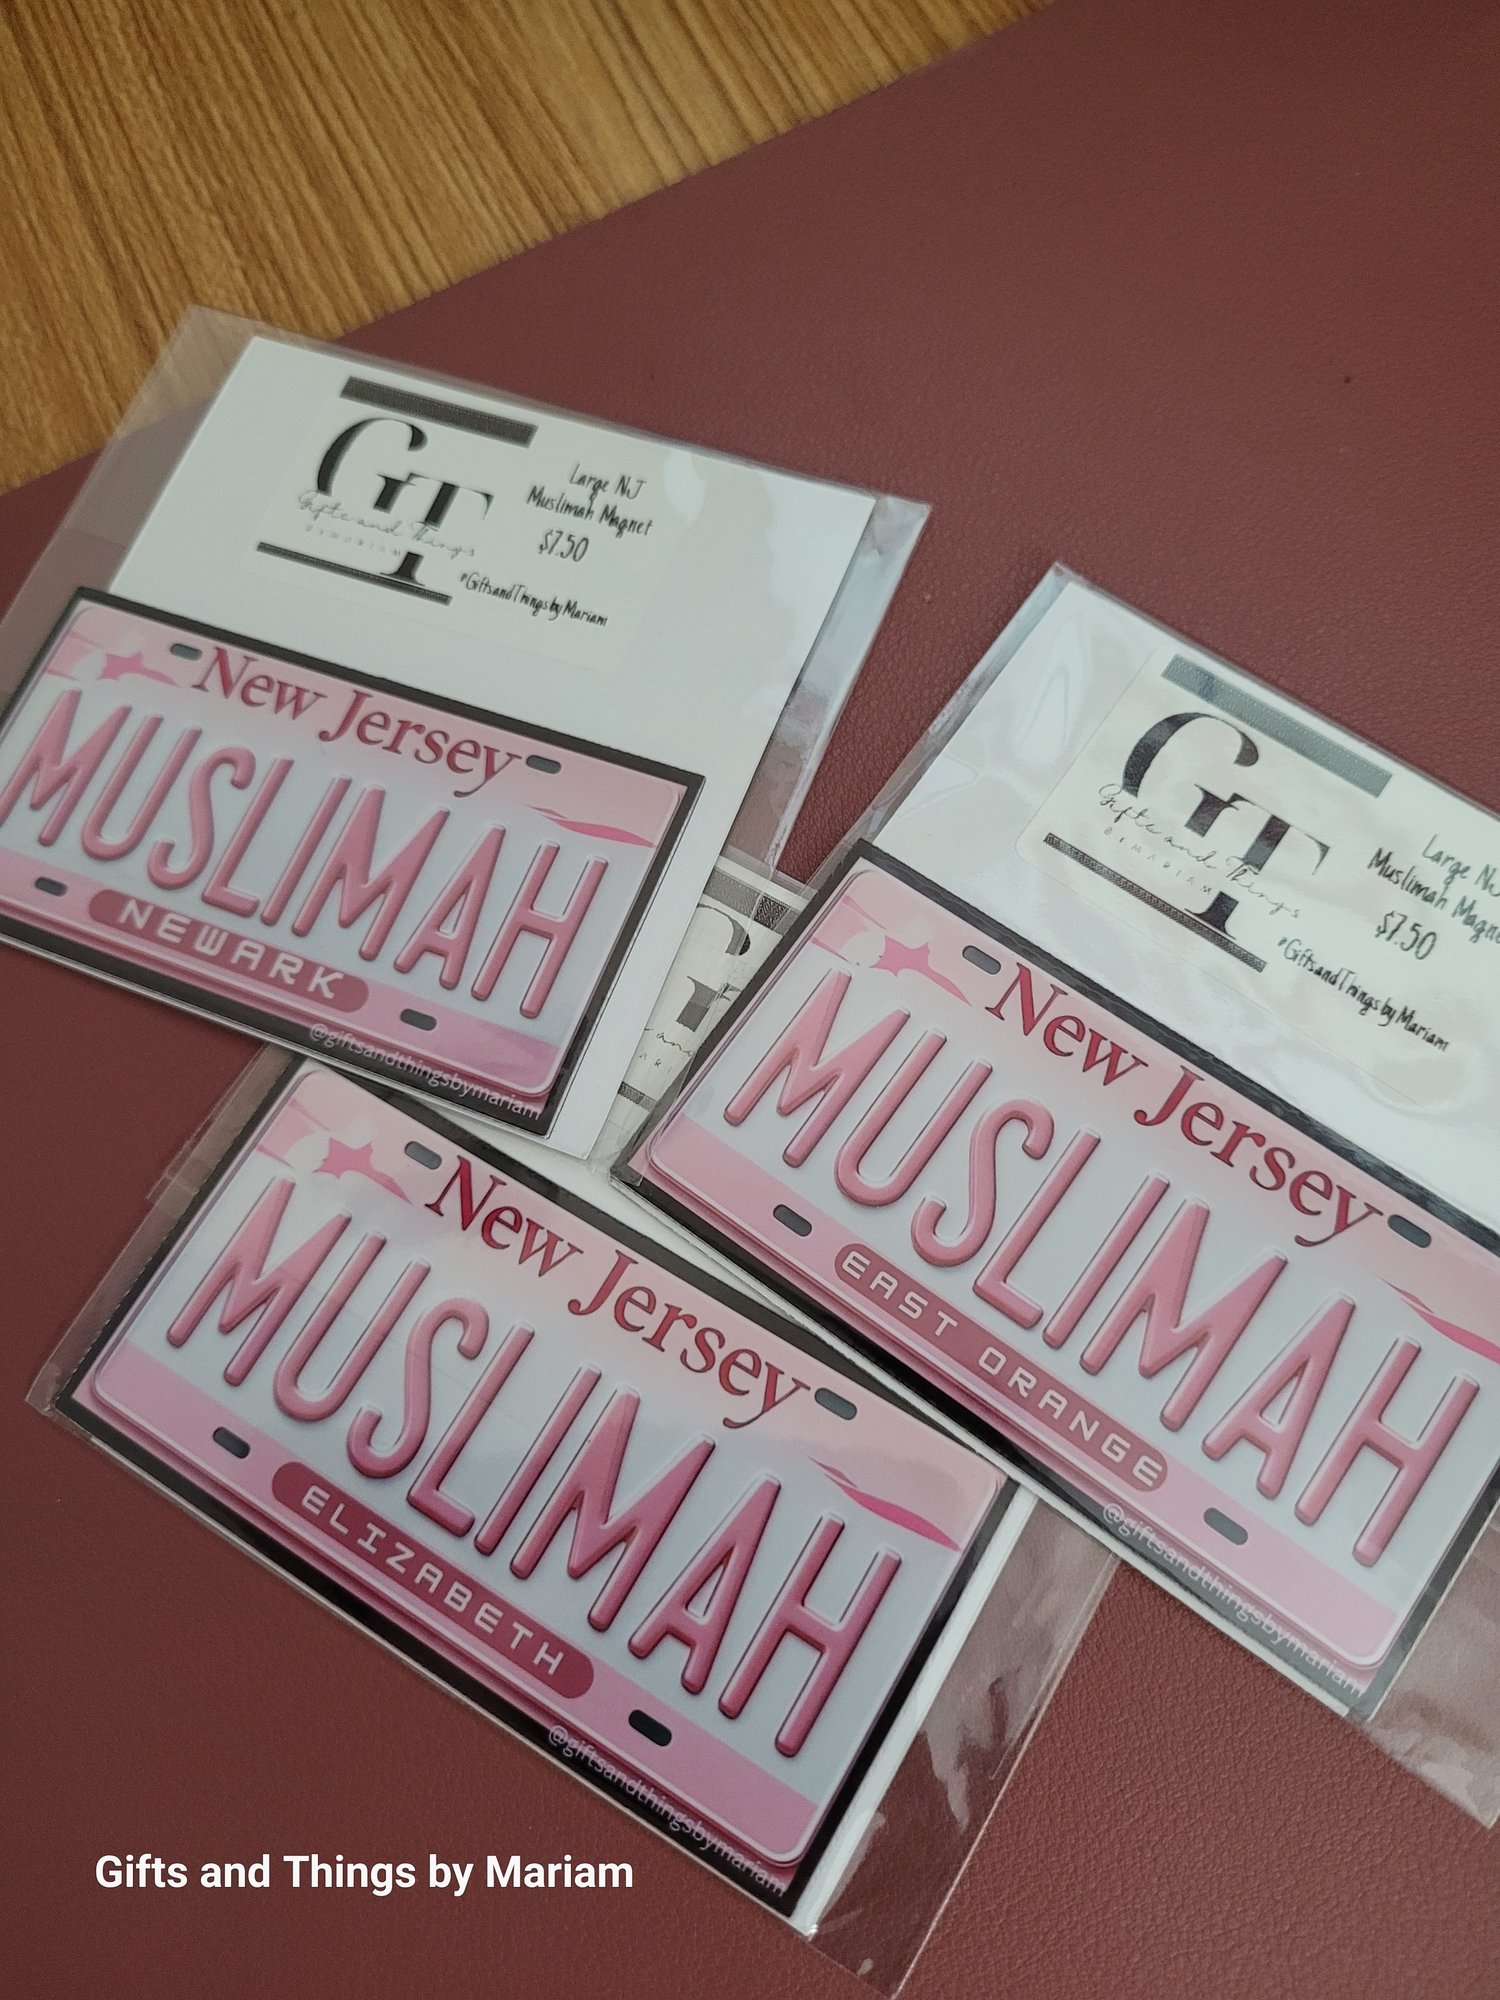 GT
Gifts and Things
BY MARIAM
Large NJ
Muslimah Magnet
$7.50
#GiftsandThingsbyMariam
New Jersey
MUSLIMAH
NEWARK
@giftsandthingsbymariam
GT
Gifts and Things
BY MARIAM
Large NJ
Muslimah Magne
$7.50
#GiftsandThingsbyMariam
New Jersey
MUSLIMAH
EAST ORANGE
@giftsandthingsbymariam
New Jersey
MUSLIMAH
ELIZABETH
@giftsandthingsbymariam
Gifts and Things by Mariam